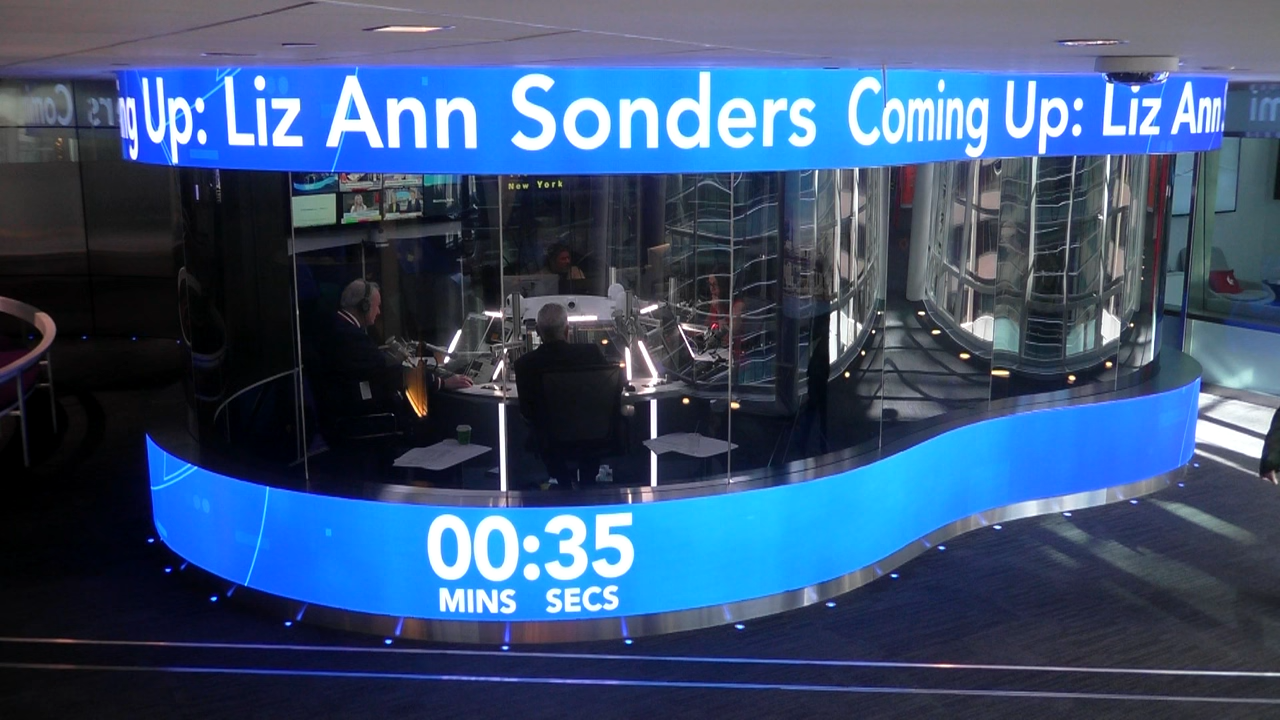 ng Up: Liz Ann Sonders Coming Up: Liz Ann
New York
00:35
MINS SECS